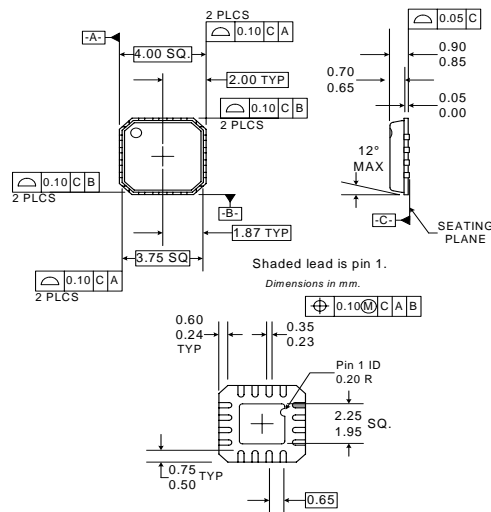 2 PLCS
0.10 C A
-A-
4.00 SQ.
2.00 TYP
0.10 C B
2 PLCS
0.10 C B
2 PLCS
-B-
1.87 TYP
3.75 SQ
0.10 C A
2 PLCS
0.05 C
0.90
0.85
0.70
0.65
0.05
0.00
12°
MAX
-C-
SEATING
PLANE
Shaded lead is pin 1.
Dimensions in mm.
0.10 Ⓜ C A B
0.60
0.24
TYP
0.35
0.23
Pin 1 ID
0.20 R
2.25
1.95
SQ.
0.75
0.50
TYP
0.65